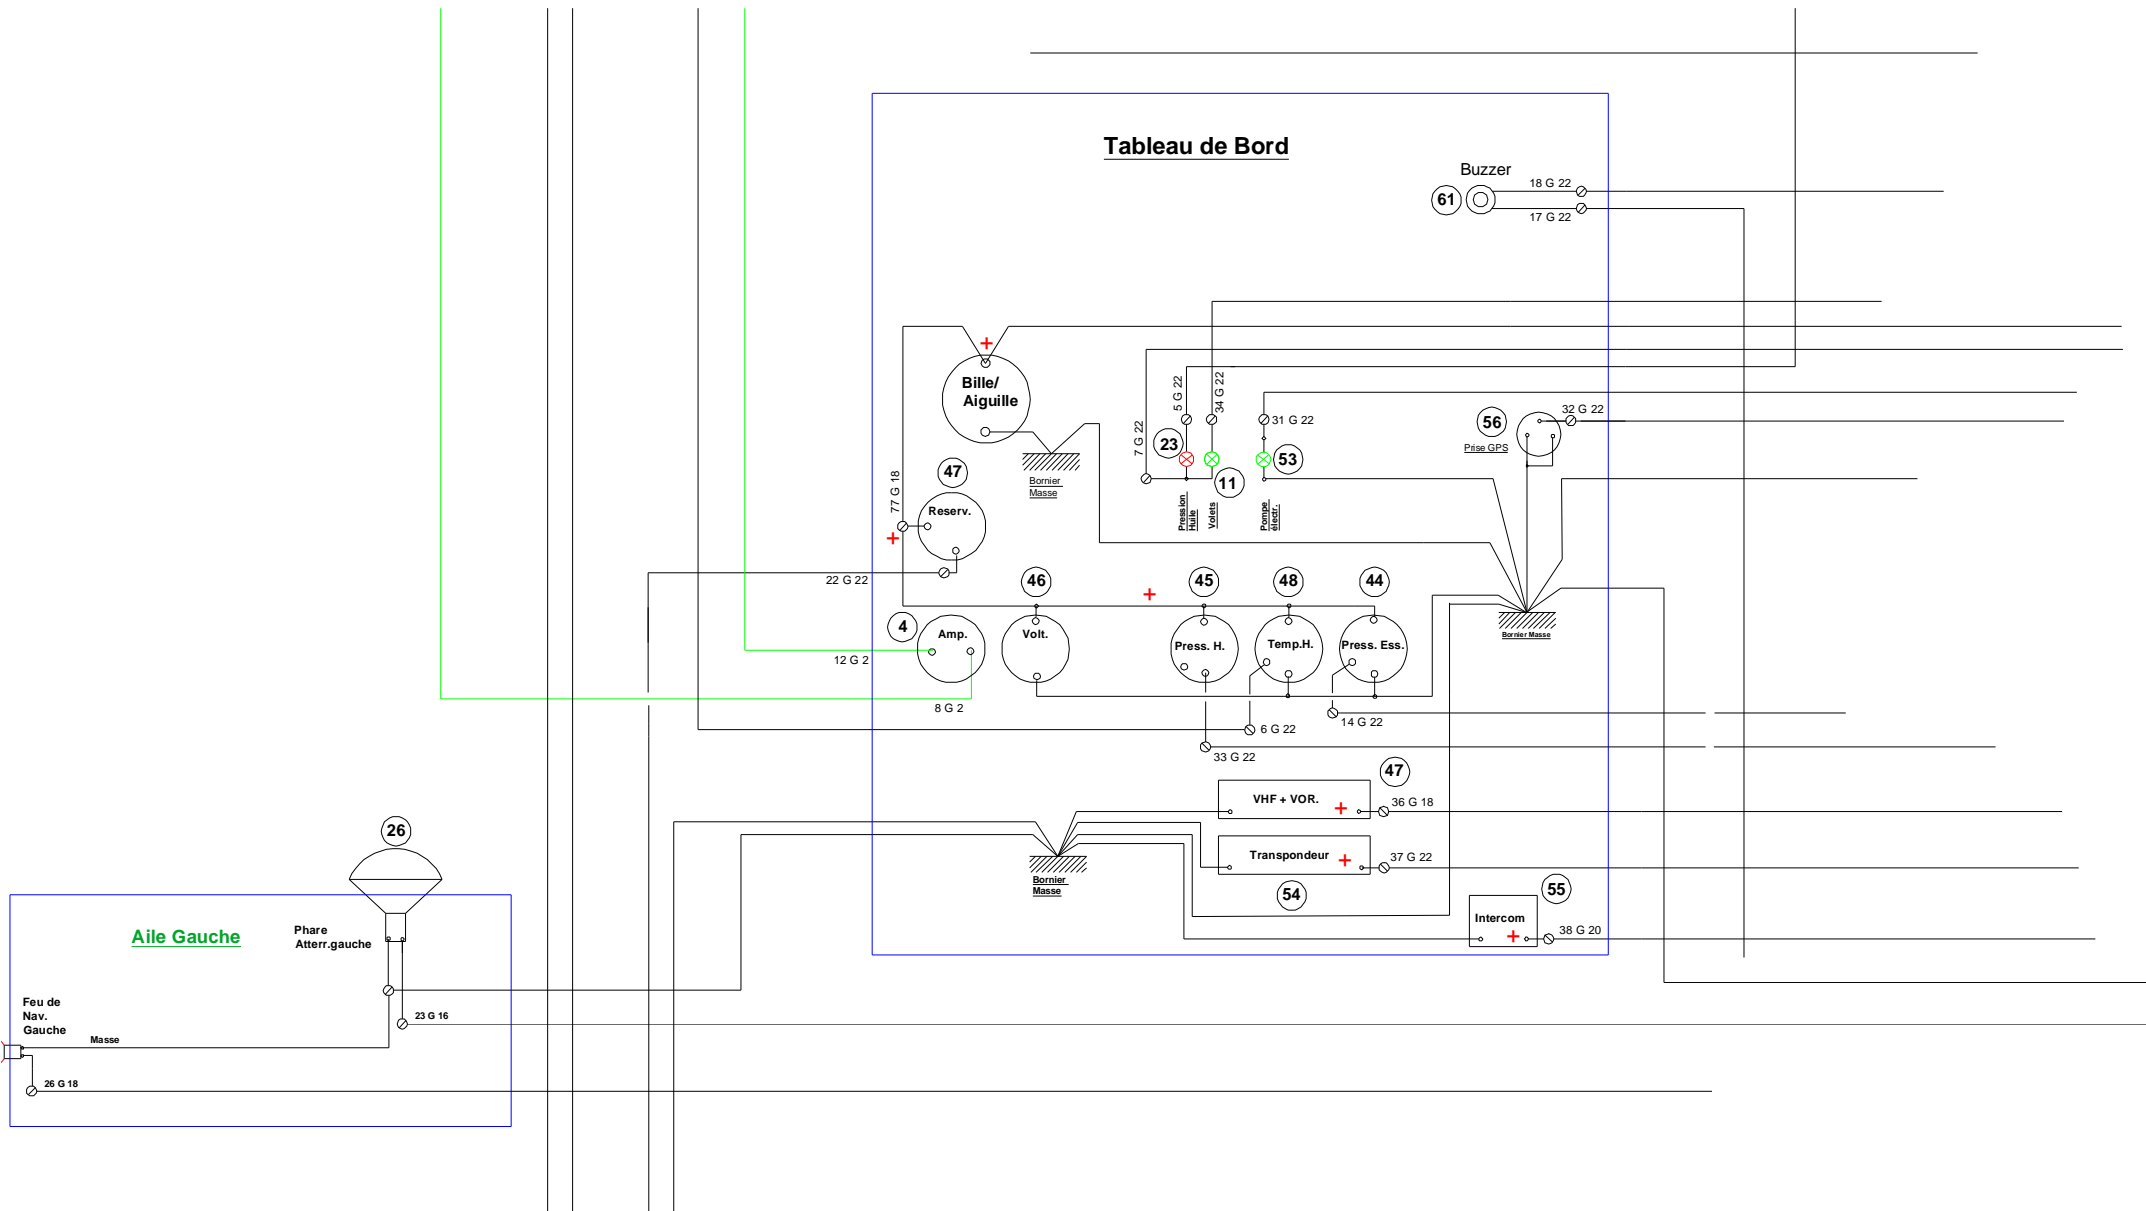 Tableau de Bord
Buzzer
61
18 G 22
17 G 22
+
Bille/
Aiguille
5 G 22
34 G 22
7 G 22
31 G 22
23
11
53
Pression
Huile
Volets
Pompe
électr.
56
32 G 22
Prise GPS
Bornier
Masse
77 G 18
47
Reserv.
+
22 G 22
46
45
48
44
+
4
Amp.
Volt.
Press. H.
Temp.H.
Press. Ess.
Bornier Masse
12 G 2
8 G 2
6 G 22
14 G 22
33 G 22
47
VHF + VOR.
+
36 G 18
Transpondeur
+
37 G 22
54
Bornier
Masse
55
Intercom
+
38 G 20
26
Aile Gauche
Phare
Atterr.gauche
Feu de
Nav.
Gauche
Masse
23 G 16
26 G 18